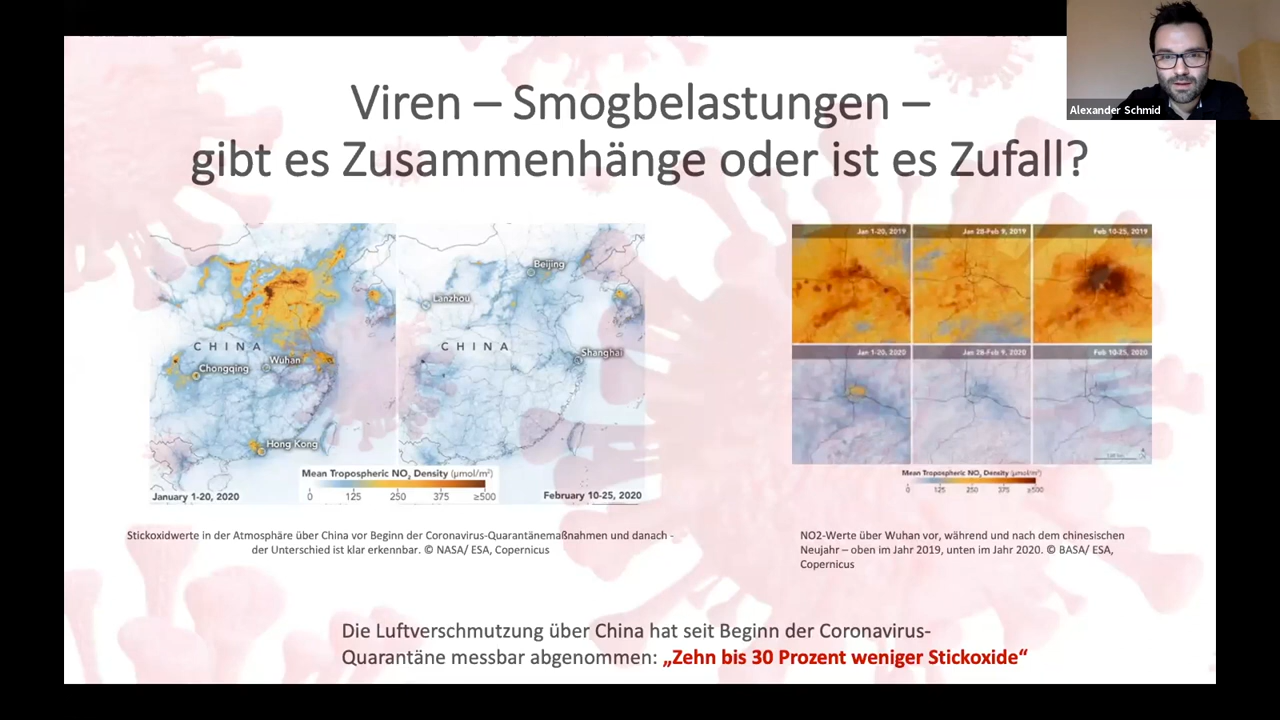 Alexander Schmid
Viren – Smogbelastungen –
gibt es Zusammenhänge oder ist es Zufall?
Beijing
Lanzhou
CHINA
Wuhan
Chongqing
Hong Kong
CHINA
Shanghai
Mean Tropospheric NO2 Density (µmol/m²)
0 125 250 375 ≥500
January 1-20, 2020
February 10-25, 2020
Jan 1-20, 2019
Jan 28-Feb 9, 2019
Feb 10-25, 2019
Jan 1-20, 2020
Jan 28-Feb 9, 2020
Feb 10-25, 2020
Mean Tropospheric NO2 Density (µmol/m²)
0 125 250 375 ≥500
Stickoxidwerte in der Atmosphäre über China vor Beginn der Coronavirus-Quarantänemaßnahmen und danach -
der Unterschied ist klar erkennbar. © NASA/ ESA, Copernicus
NO2-Werte über Wuhan vor, während und nach dem chinesischen
Neujahr – oben im Jahr 2019, unten im Jahr 2020. © BASA/ ESA,
Copernicus
Die Luftverschmutzung über China hat seit Beginn der Coronavirus-
Quarantäne messbar abgenommen: „Zehn bis 30 Prozent weniger Stickoxide“